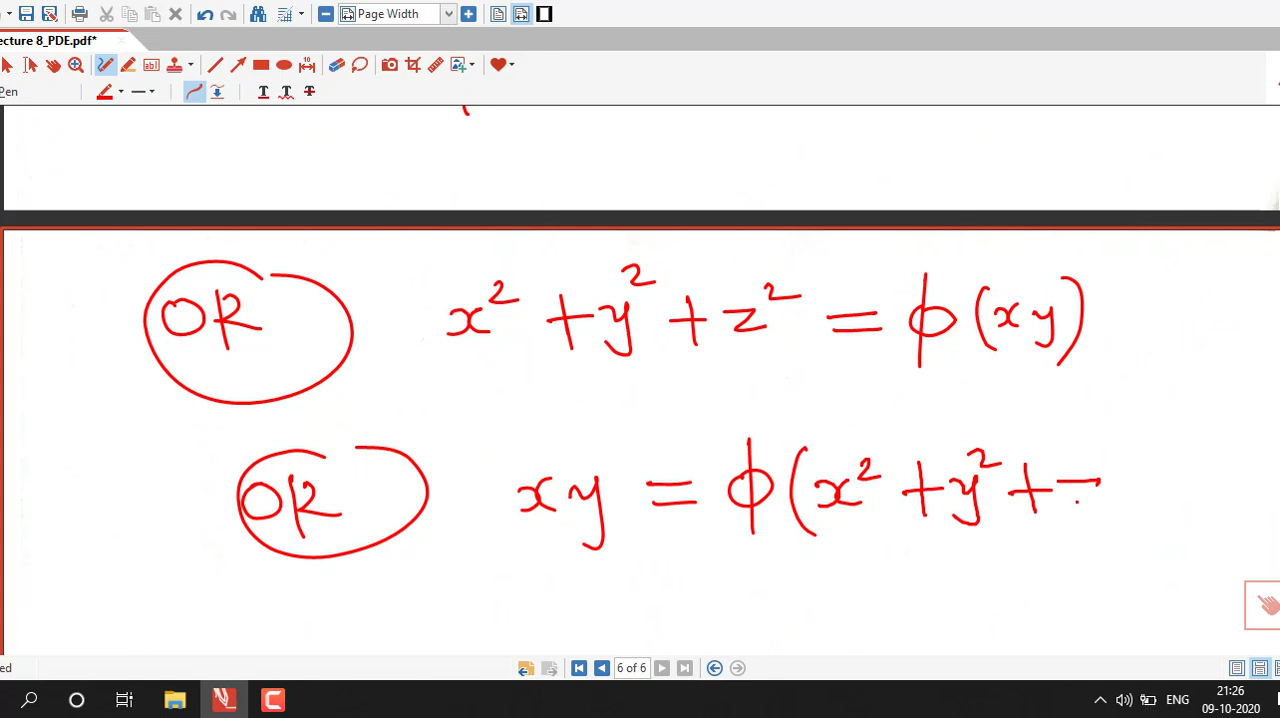 Page Width
ecture 8_PDE.pdf*
10
Pen
T T T
OR x² + y² + z² = ϕ(xy)
OR xy = ϕ(x² + y² +
ed
6 of 6
ENG
21:26
09-10-2020